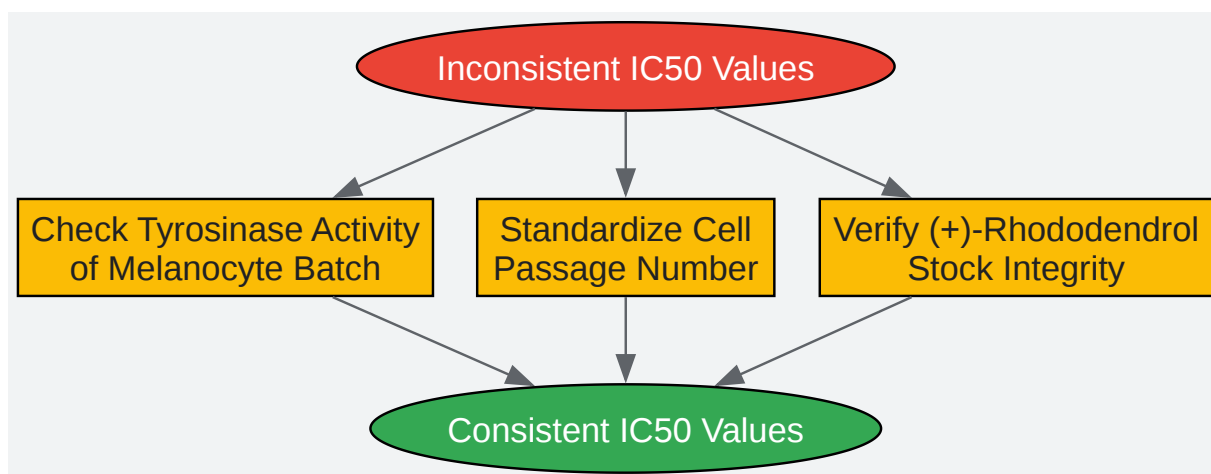 Inconsistent IC50 Values
Check Tyrosinase Activity
of Melanocyte Batch
Standardize Cell
Passage Number
Verify (+)-Rhododendrol
Stock Integrity
Consistent IC50 Values